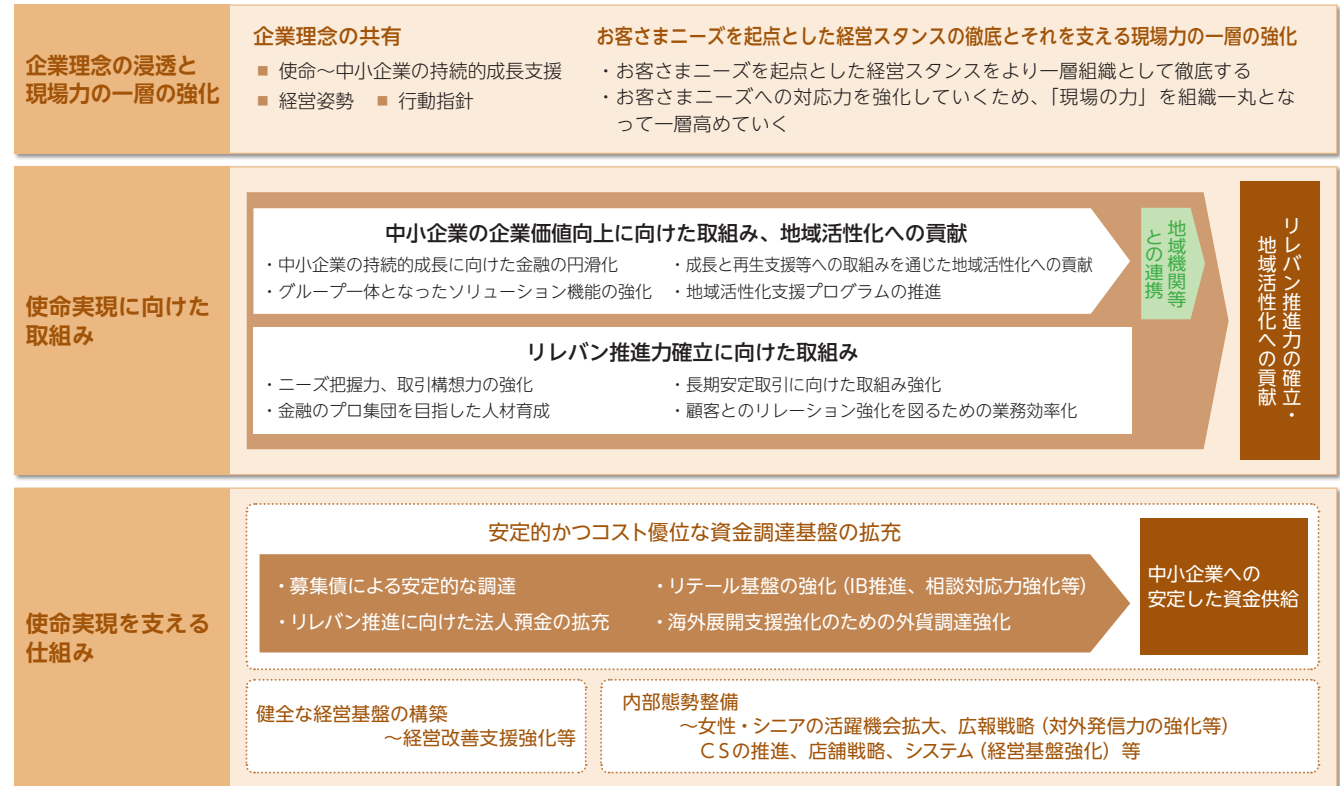 企業理念の浸透と
現場力の一層の強化
企業理念の共有
■ 使命～中小企業の持続的成長支援
■ 経営姿勢 ■ 行動指針
お客さまニーズを起点とした経営スタンスの徹底とそれを支える現場力の一層の強化
・お客さまニーズを起点とした経営スタンスをより一層組織として徹底する
・お客さまニーズへの対応力を強化していくため、「現場の力」を組織一丸とな
って一層高めていく
使命実現に向けた
取組み
中小企業の企業価値向上に向けた取組み、地域活性化への貢献
・中小企業の持続的成長に向けた金融の円滑化
・グループ一体となったソリューション機能の強化
・成長と再生支援等への取組みを通じた地域活性化への貢献
・地域活性化支援プログラムの推進
リレバン推進力確立に向けた取組み
・ニーズ把握力、取引構想力の強化
・金融のプロ集団を目指した人材育成
・長期安定取引に向けた取組み強化
・顧客とのリレーション強化を図るための業務効率化
地域機関等
との連携
リレバン推進力の確立・
地域活性化への貢献
使命実現を支える
仕組み
安定的かつコスト優位な資金調達基盤の拡充
・募集債による安定的な調達
・リレバン推進に向けた法人預金の拡充
・リテール基盤の強化（IB推進、相談対応力強化等）
・海外展開支援強化のための外貨調達強化
中小企業への
安定した資金供給
健全な経営基盤の構築
～経営改善支援強化等
内部態勢整備
～女性・シニアの活躍機会拡大、広報戦略（対外発信力の強化等）
ＣＳの推進、店舗戦略、システム（経営基盤強化）等